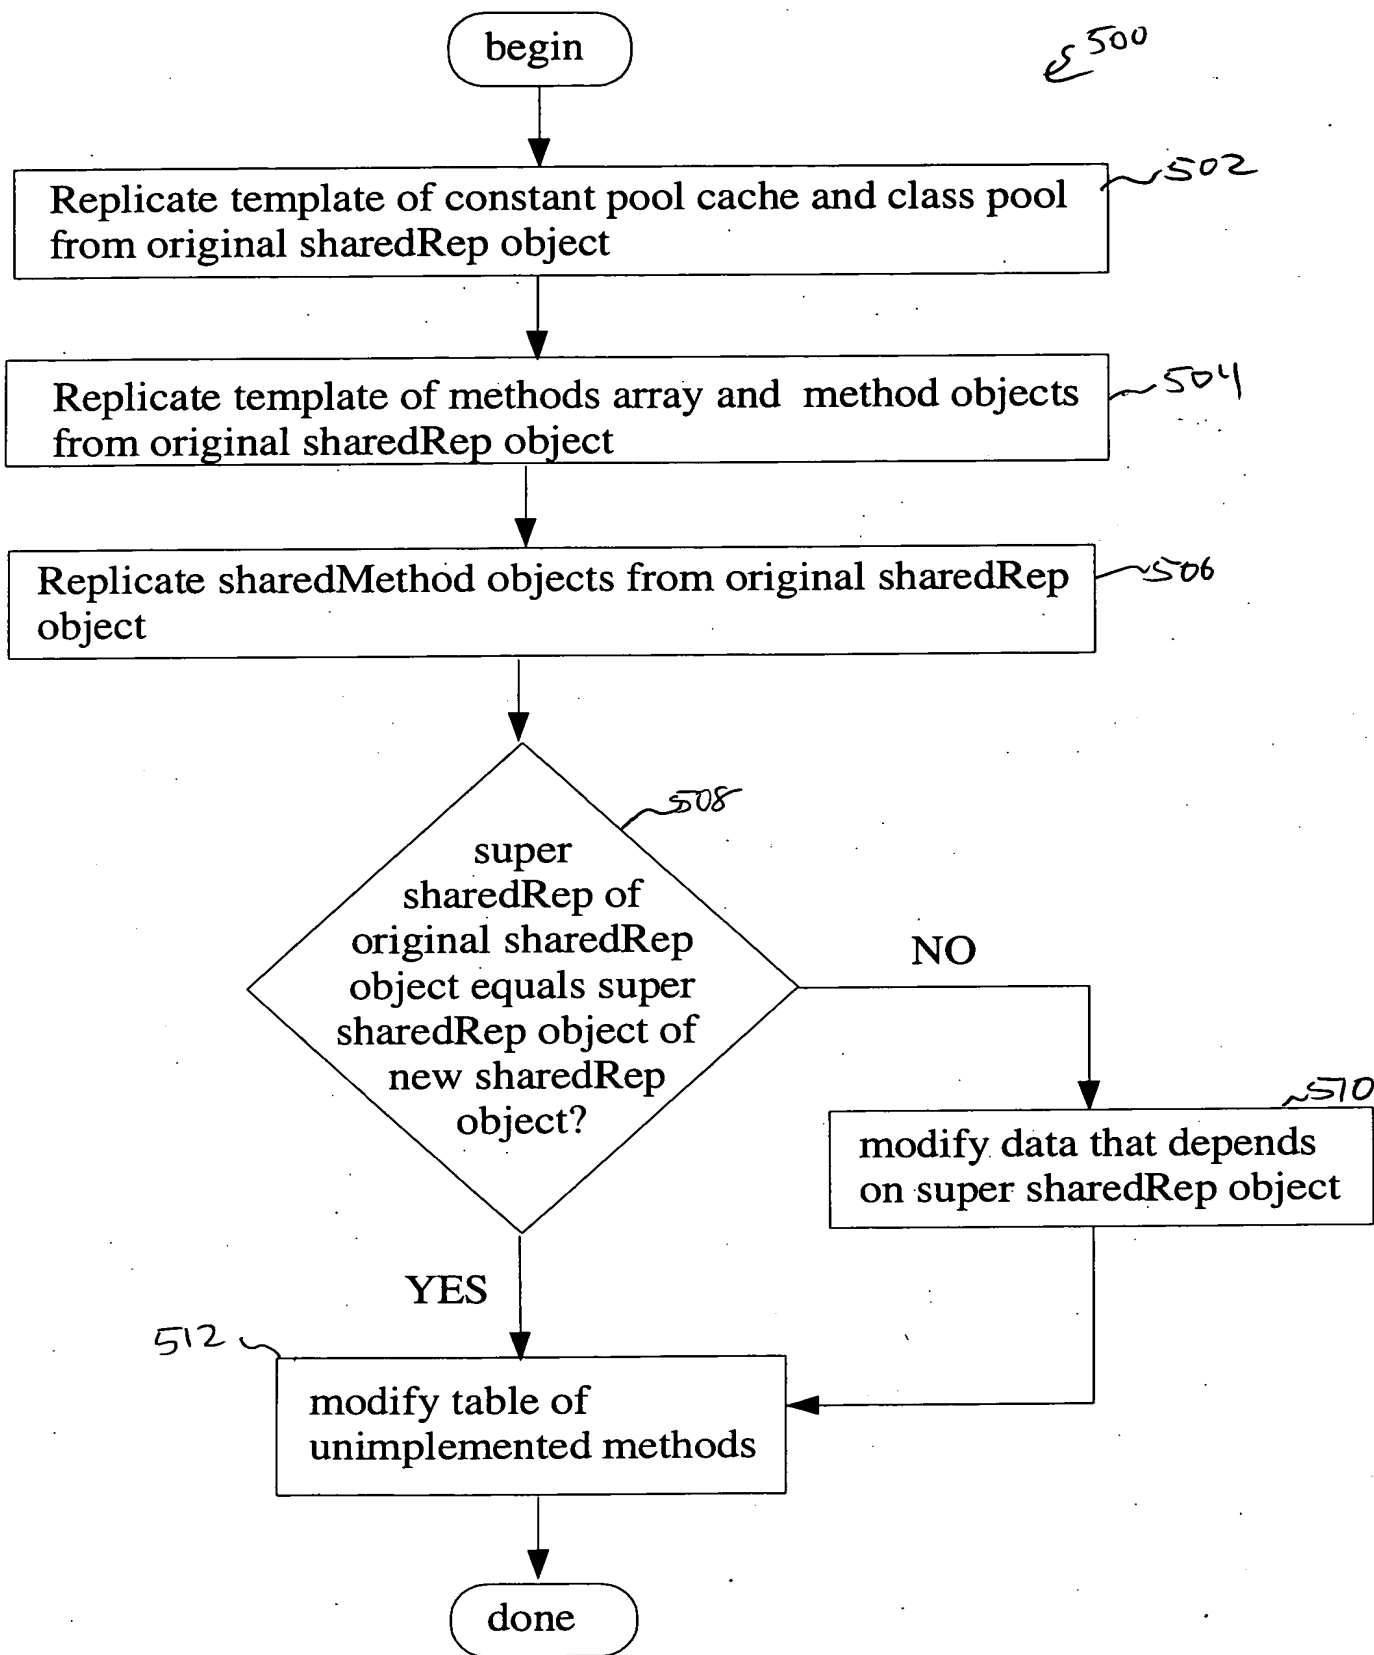 begin
500
Replicate template of constant pool cache and class pool
from original sharedRep object
502
Replicate template of methods array and method objects
from original sharedRep object
504
Replicate sharedMethod objects from original sharedRep
object
506
508
super
sharedRep of
original sharedRep
object equals super
sharedRep object of
new sharedRep
object?
NO
510
modify data that depends
on super sharedRep object
YES
512
modify table of
unimplemented methods
done